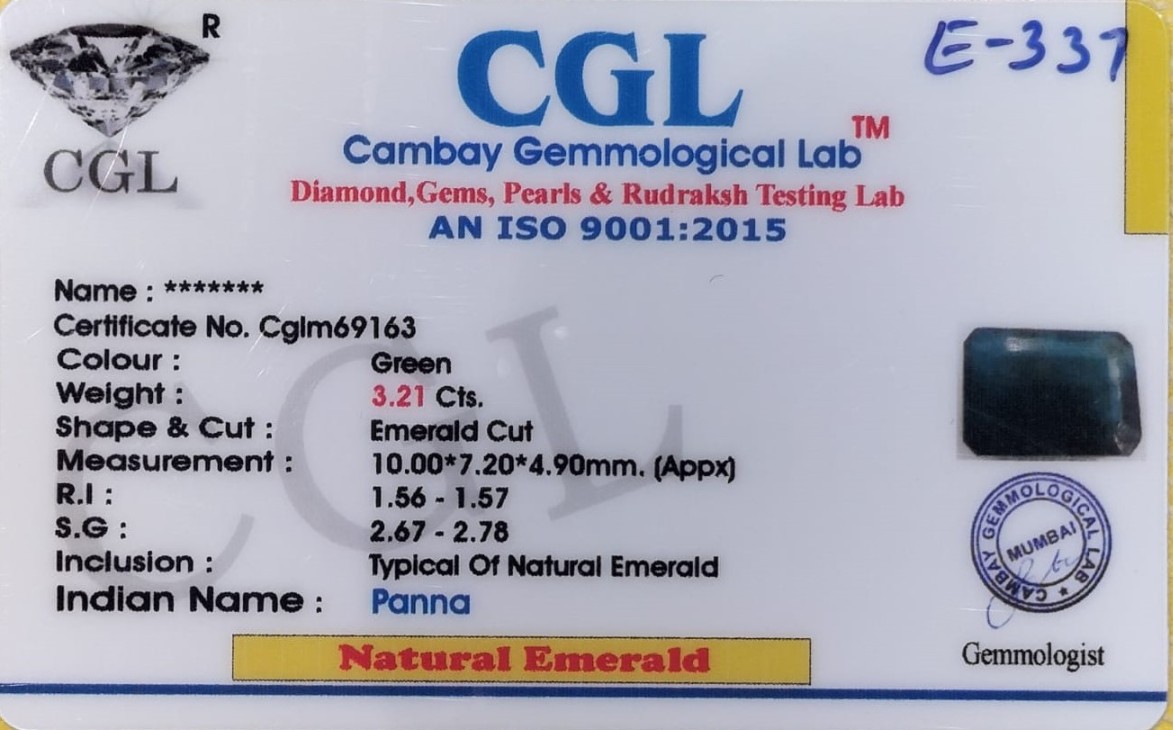 R
CGL
E-337
CGL
Cambay Gemmological Lab™
Diamond,Gems, Pearls & Rudraksh Testing Lab
AN ISO 9001:2015
Name : *******
Certificate No. Cglm69163
Colour : Green
Weight : 3.21 Cts.
Shape & Cut : Emerald Cut
Measurement : 10.00*7.20*4.90mm. (Appx)
R.I : 1.56 - 1.57
S.G : 2.67 - 2.78
Inclusion : Typical Of Natural Emerald
Indian Name : Panna
Natural Emerald
CGL
CAMBAY GEMMOLOGICAL LAB ★
MUMBAI
Gemmologist